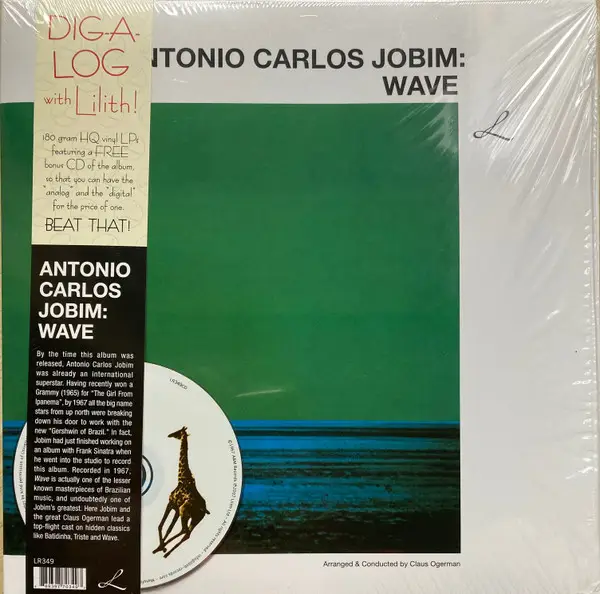 DIG-A-
LOG
with Lilith!
180 gram HQ vinyl LPs
featuring a FREE
bonus CD of the album,
so that you can have the
"analog" and the "digital"
for the price of one.
BEAT THAT!
NTONIO CARLOS JOBIM:
WAVE
L
ANTONIO
CARLOS
JOBIM:
WAVE
By the time this album was
released, Antonio Carlos Jobim
was already an international
superstar. Having recently won a
Grammy (1965) for "The Girl From
Ipanema", by 1967 all the big name
stars from up north were breaking
down his door to work with the
new "Gershwin of Brazil." In fact,
Jobim had just finished working on
an album with Frank Sinatra when
he went into the studio to record
this album. Recorded in 1967,
Wave is actually one of the lesser
known masterpieces of Brazilian
music, and undoubtedly one of
Jobim's greatest. Here Jobim and
the great Claus Ogerman lead a
top-flight cast on hidden classics
like Batidinha, Triste and Wave.
LR349
L
Arranged & Conducted by Claus Ogerman